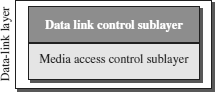 Data-link layer
Data link control sublayer
Media access control sublayer